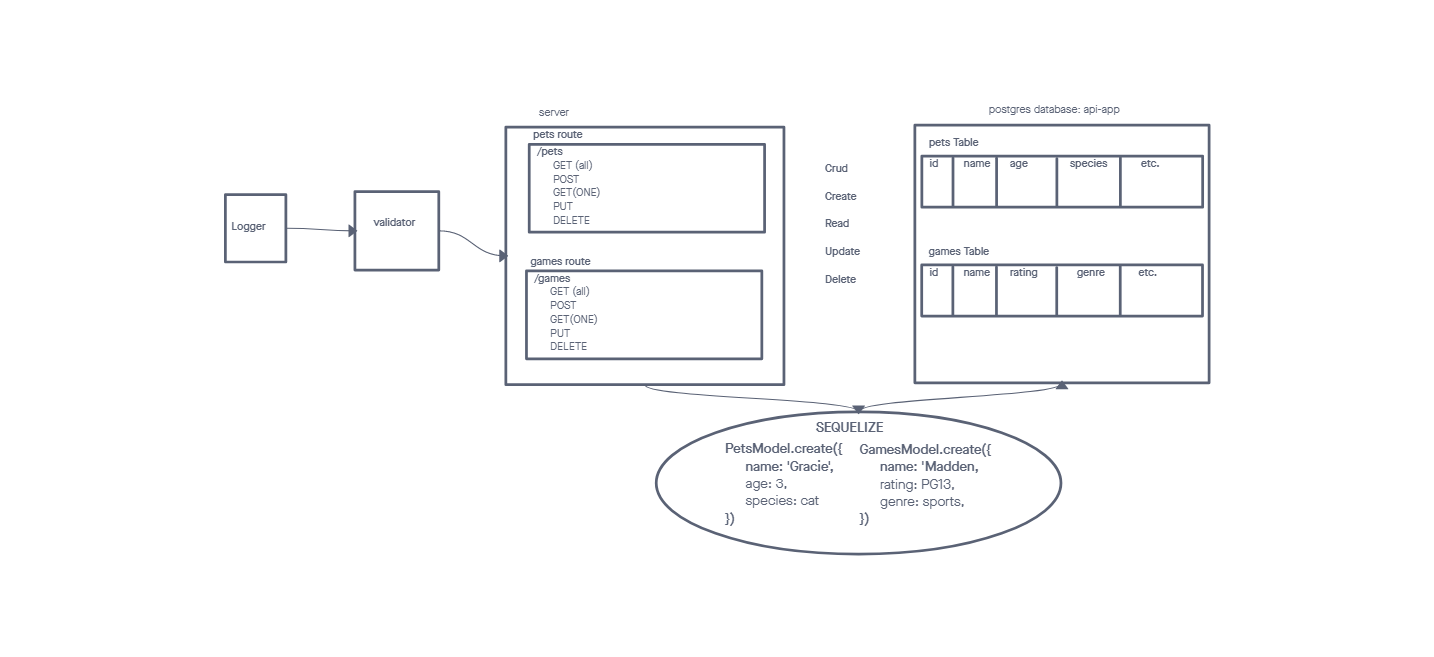 server
postgres database: api-app
pets route
/pets
GET (all)
POST
GET(ONE)
PUT
DELETE
games route
/games
GET (all)
POST
GET(ONE)
PUT
DELETE
Logger
validator
Crud
Create
Read
Update
Delete
pets Table
id name age species etc.
games Table
id name rating genre etc.
SEQUELIZE
PetsModel.create({
name: 'Gracie',
age: 3,
species: cat
})
GamesModel.create({
name: 'Madden,
rating: PG13,
genre: sports,
})